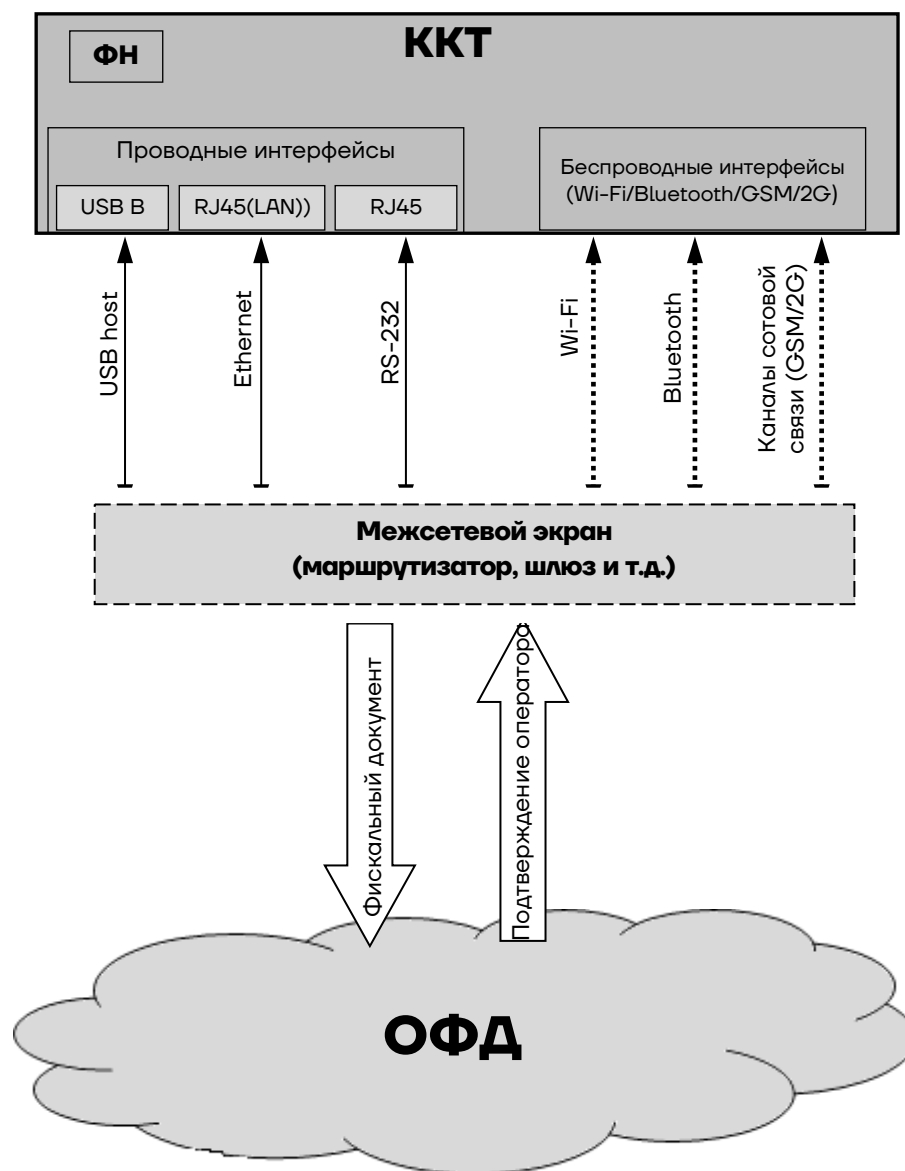 ККТ
ФН
Проводные интерфейсы
USB B
RJ45(LAN))
RJ45
Беспроводные интерфейсы
(Wi-Fi/Bluetooth/GSM/2G)
USB host
Ethernet
RS-232
Wi-Fi
Bluetooth
Каналы сотовой
связи (GSM/2G)
Межсетевой экран
(маршрутизатор, шлюз и т.д.)
Фискальный документ
Подтверждение оператора
ОФД